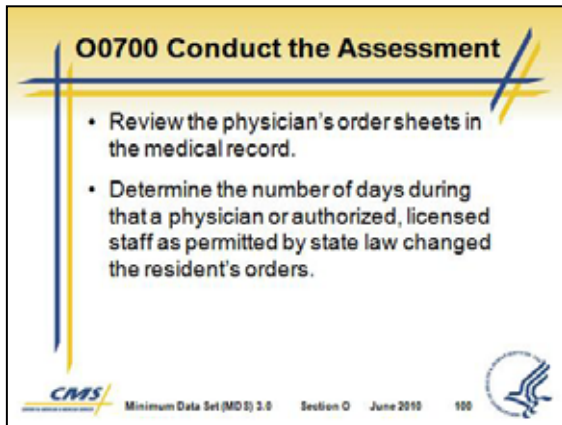 O0700 Conduct the Assessment
• Review the physician's order sheets in
the medical record.
• Determine the number of days during
that a physician or authorized, licensed
staff as permitted by state law changed
the resident's orders.
CMS
Minimum Data Set (MDS) 3.0 Section O June 2010 100